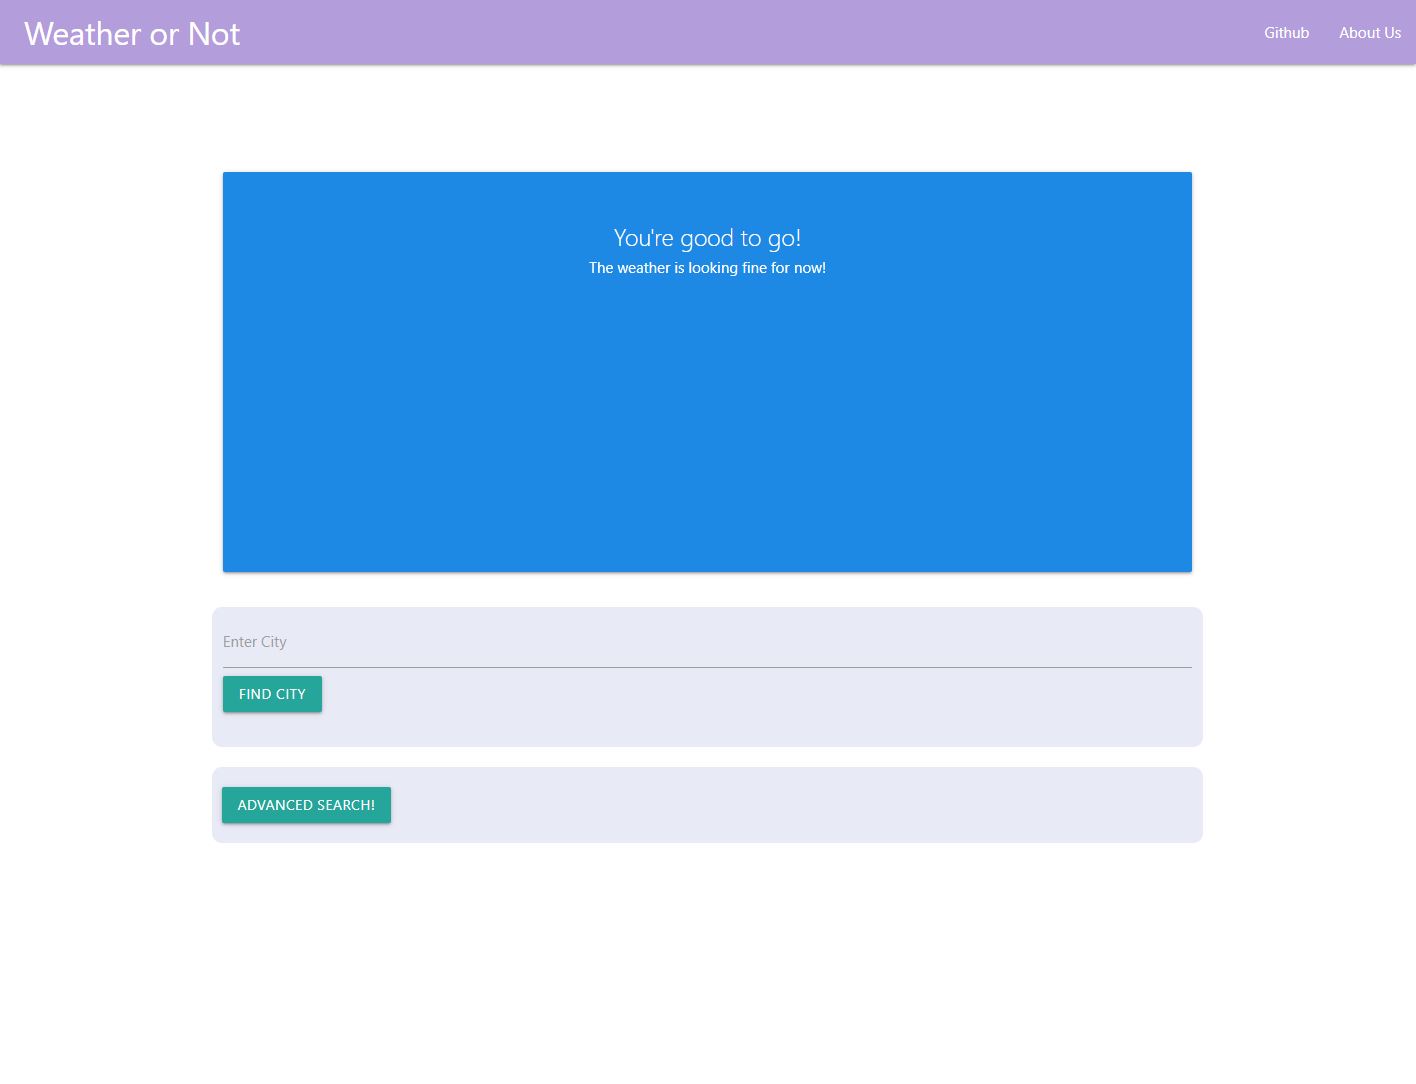 Weather or Not
Github
About Us
You're good to go!
The weather is looking fine for now!
Enter City
FIND CITY
ADVANCED SEARCH!